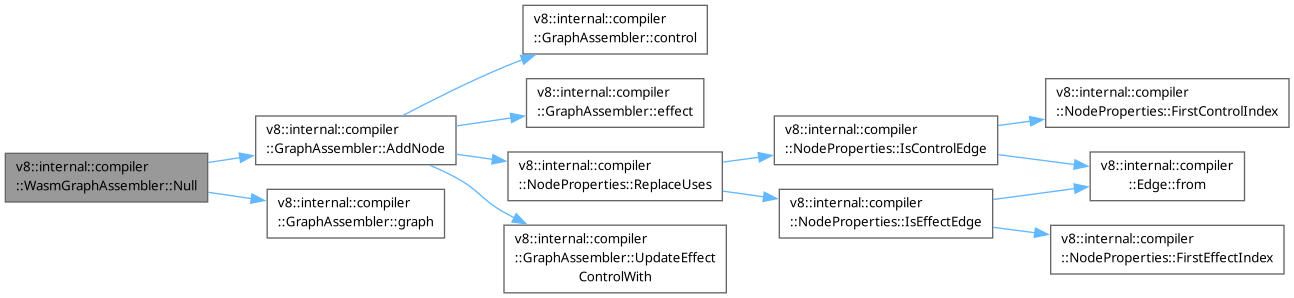 v8::internal::compiler
::WasmGraphAssembler::Null
v8::internal::compiler
::GraphAssembler::AddNode
v8::internal::compiler
::GraphAssembler::graph
v8::internal::compiler
::GraphAssembler::control
v8::internal::compiler
::GraphAssembler::effect
v8::internal::compiler
::NodeProperties::ReplaceUses
v8::internal::compiler
::GraphAssembler::UpdateEffect
ControlWith
v8::internal::compiler
::NodeProperties::IsControlEdge
v8::internal::compiler
::NodeProperties::IsEffectEdge
v8::internal::compiler
::NodeProperties::FirstControlIndex
v8::internal::compiler
::Edge::from
v8::internal::compiler
::NodeProperties::FirstEffectIndex